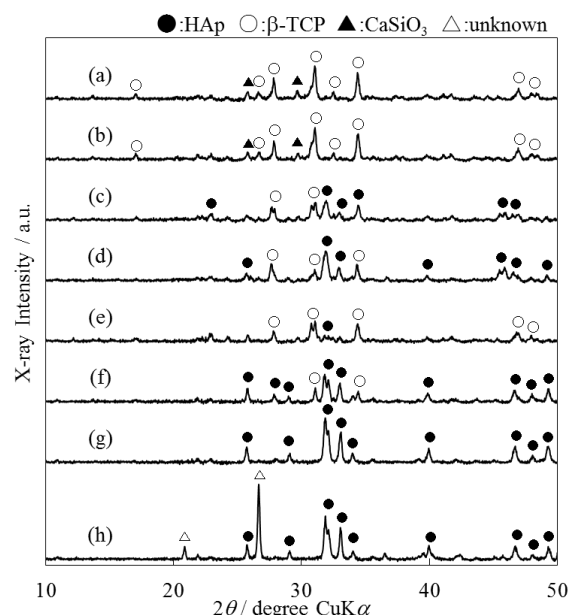 ●:HAp ○:β-TCP ▲:CaSiO₃ △:unknown
(a)
(b)
(c)
(d)
(e)
(f)
(g)
(h)
X-ray Intensity / a.u.
10 20 30 40 50
2θ / degree CuKα